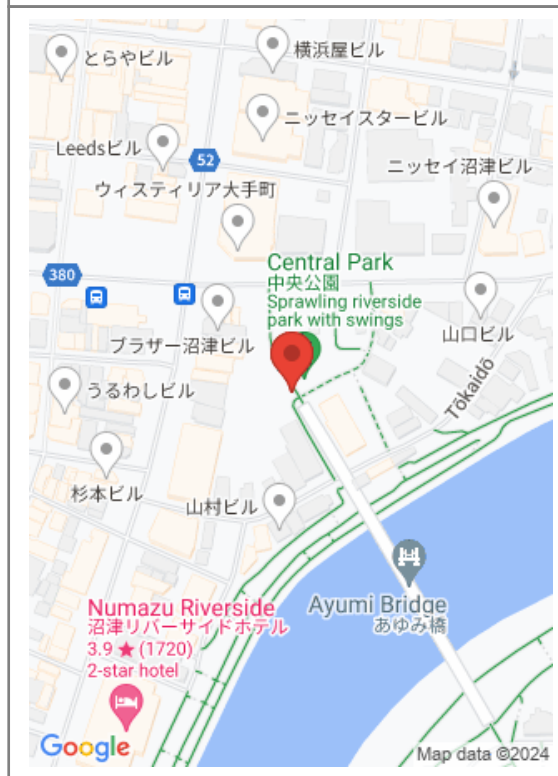 横浜屋ビル
とらやビル
ニッセイスタービル
Leedsビル
52
ニッセイ沼津ビル
ウィスティリア大手町
Central Park
中央公園
Sprawling riverside
park with swings
380
山口ビル
ブラザー沼津ビル
うるわしビル
Tōkaidō
杉本ビル
山村ビル
Numazu Riverside
沼津リバーサイドホテル
3.9 ★ (1720)
2-star hotel
Ayumi Bridge
あゆみ橋
Google
Map data ©2024